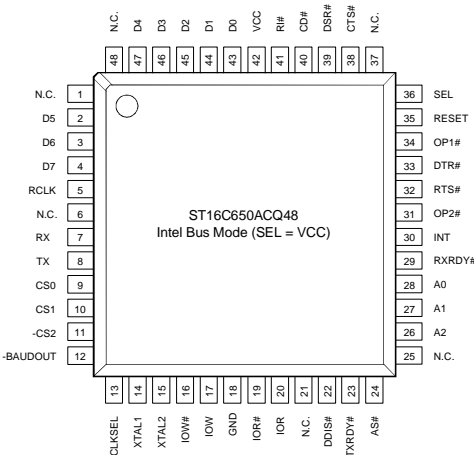 N.C. D4 D3 D2 D1 D0 VCC RI# CD# DSR# CTS# N.C.
48 47 46 45 44 43 42 41 40 39 38 37
N.C. 1
D5 2
D6 3
D7 4
RCLK 5
N.C. 6
RX 7
TX 8
CS0 9
CS1 10
-CS2 11
-BAUDOUT 12
ST16C650ACQ48
Intel Bus Mode (SEL = VCC)
36 SEL
35 RESET
34 OP1#
33 DTR#
32 RTS#
31 OP2#
30 INT
29 RXRDY#
28 A0
27 A1
26 A2
25 N.C.
13 14 15 16 17 18 19 20 21 22 23 24
CLKSEL XTAL1 XTAL2 IOW# IOW GND IOR# IOR N.C. DDIS# TXRDY# AS#